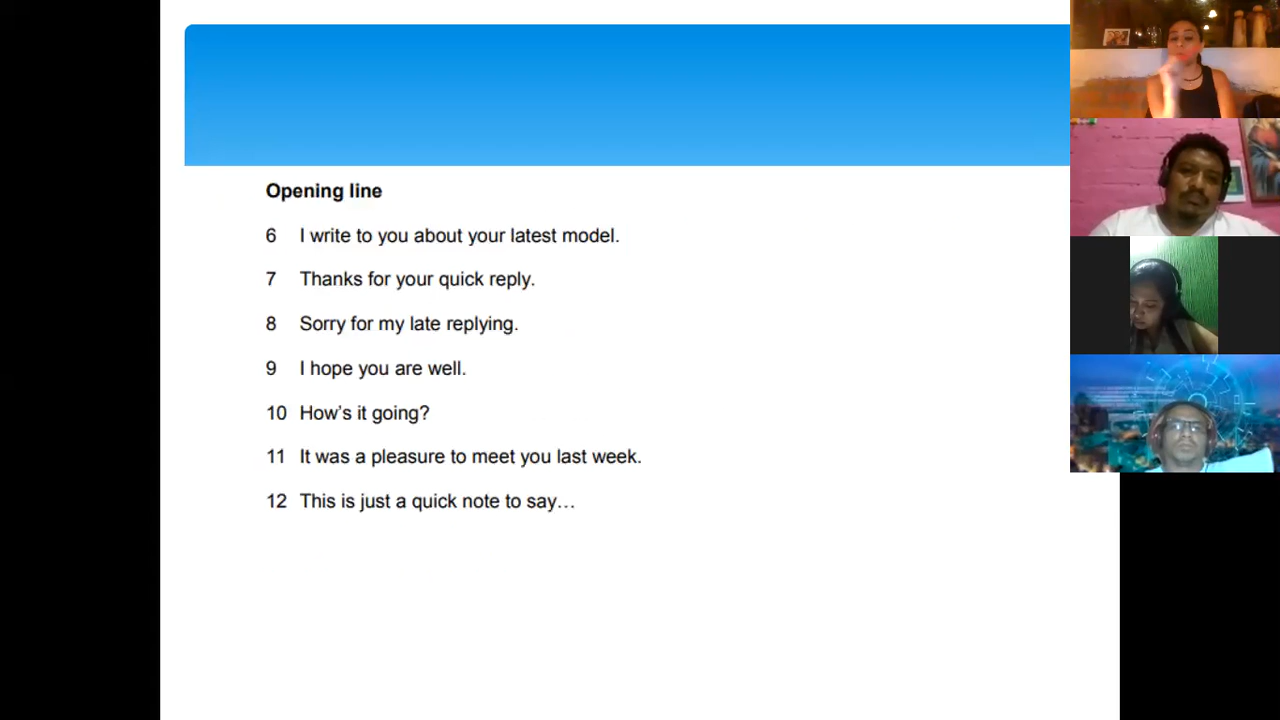 Opening line
6 I write to you about your latest model.
7 Thanks for your quick reply.
8 Sorry for my late replying.
9 I hope you are well.
10 How's it going?
11 It was a pleasure to meet you last week.
12 This is just a quick note to say…